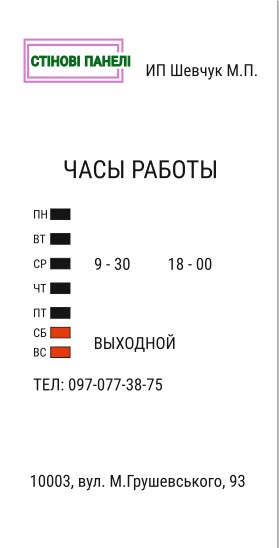 СТІНОВІ ПАНЕЛІ
ИП Шевчук М.П.
ЧАСЫ РАБОТЫ
ПН
ВТ
СР 9 - 30 18 - 00
ЧТ
ПТ
СБ
ВЫХОДНОЙ
ВС
ТЕЛ: 097-077-38-75
10003, вул. М.Грушевського, 93